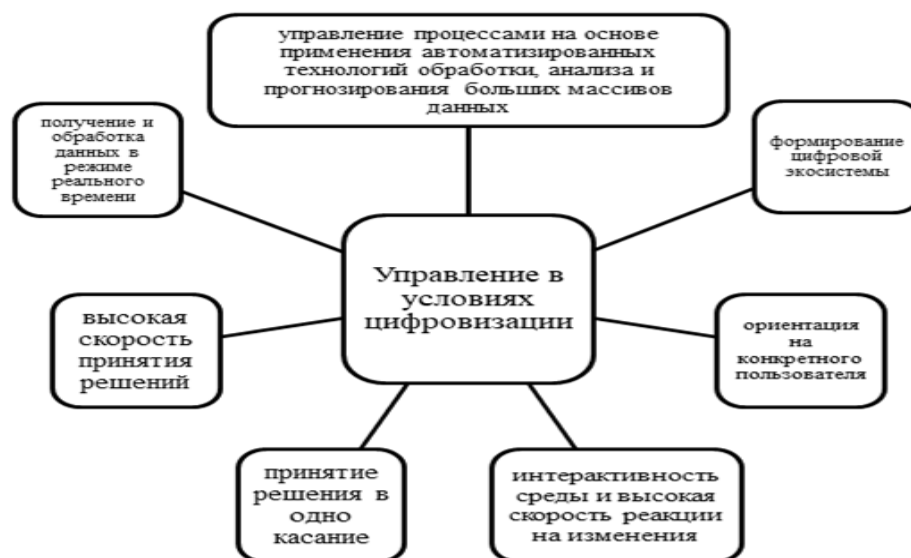 управление процессами на основе
применения автоматизированных
технологий обработки, анализа и
прогнозирования больших массивов
данных
получение и
обработка
данных в
режиме
реального
времени
формирование
цифровой
экосистемы
Управление в
условиях
цифровизации
высокая
скорость
принятия
решений
ориентация
на
конкретного
пользователя
принятие
решения в
одно
касание
интерактивность
среды и высокая
скорость реакции
на изменения